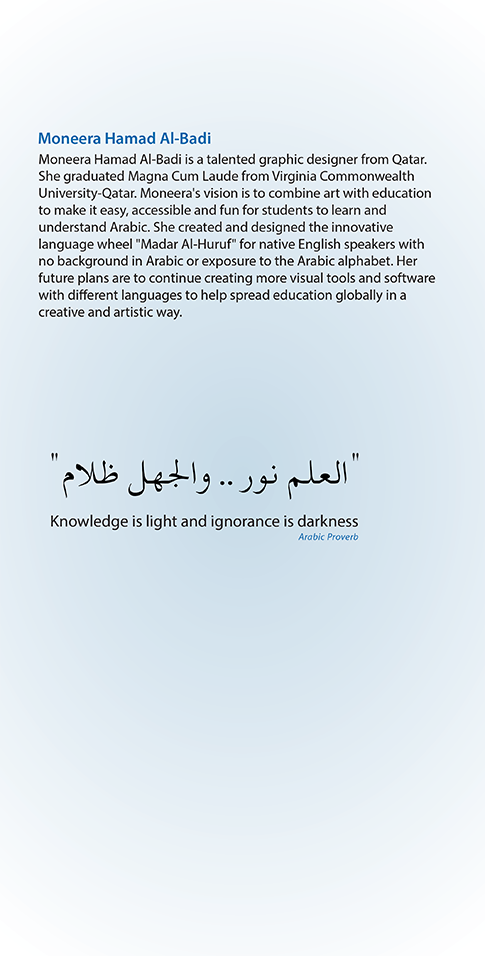 Moneera Hamad Al-Badi
Moneera Hamad Al-Badi is a talented graphic designer from Qatar.
She graduated Magna Cum Laude from Virginia Commonwealth
University-Qatar. Moneera's vision is to combine art with education
to make it easy, accessible and fun for students to learn and
understand Arabic. She created and designed the innovative
language wheel "Madar Al-Huruf" for native English speakers with
no background in Arabic or exposure to the Arabic alphabet. Her
future plans are to continue creating more visual tools and software
with different languages to help spread education globally in a
creative and artistic way.
"العلم نور .. والجهل ظلام"
Knowledge is light and ignorance is darkness
Arabic Proverb